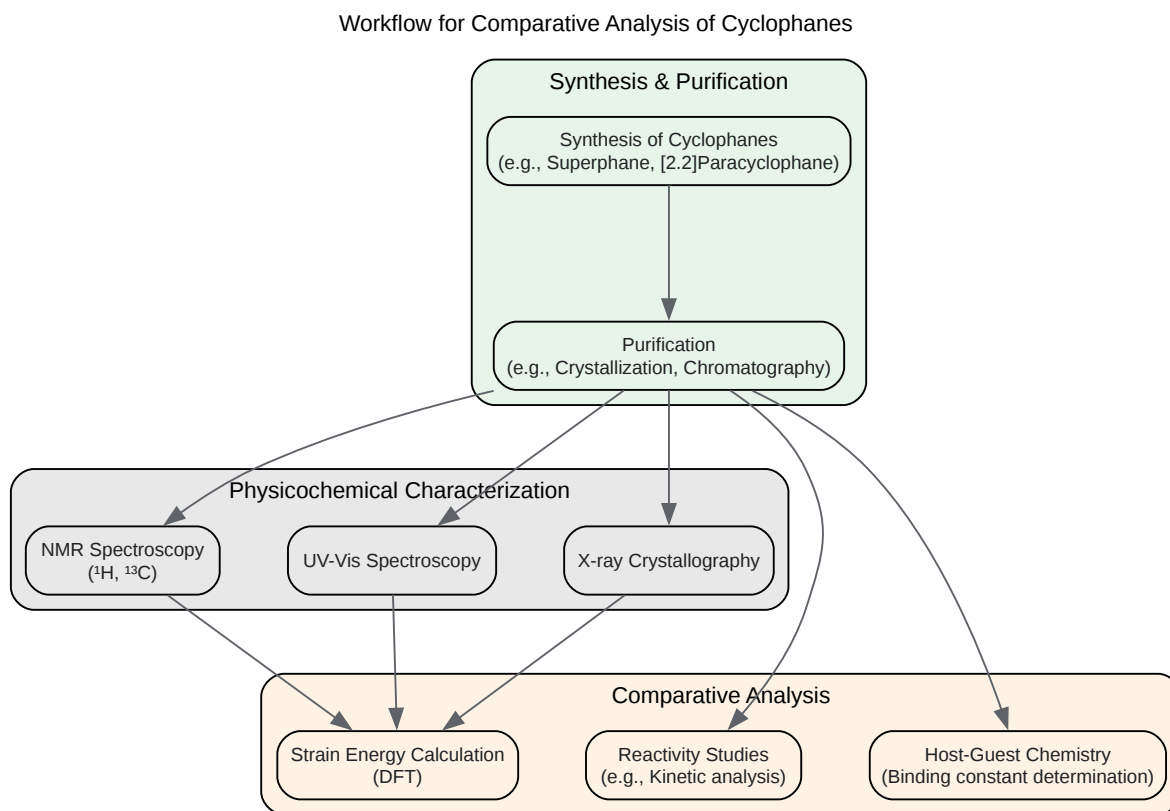 Workflow for Comparative Analysis of Cyclophanes
Synthesis & Purification
Synthesis of Cyclophanes
(e.g., Superphane, [2.2]Paracyclophane)
Purification
(e.g., Crystallization, Chromatography)
Physicochemical Characterization
NMR Spectroscopy
(¹H, ¹³C)
UV-Vis Spectroscopy
X-ray Crystallography
Comparative Analysis
Strain Energy Calculation
(DFT)
Reactivity Studies
(e.g., Kinetic analysis)
Host-Guest Chemistry
(Binding constant determination)